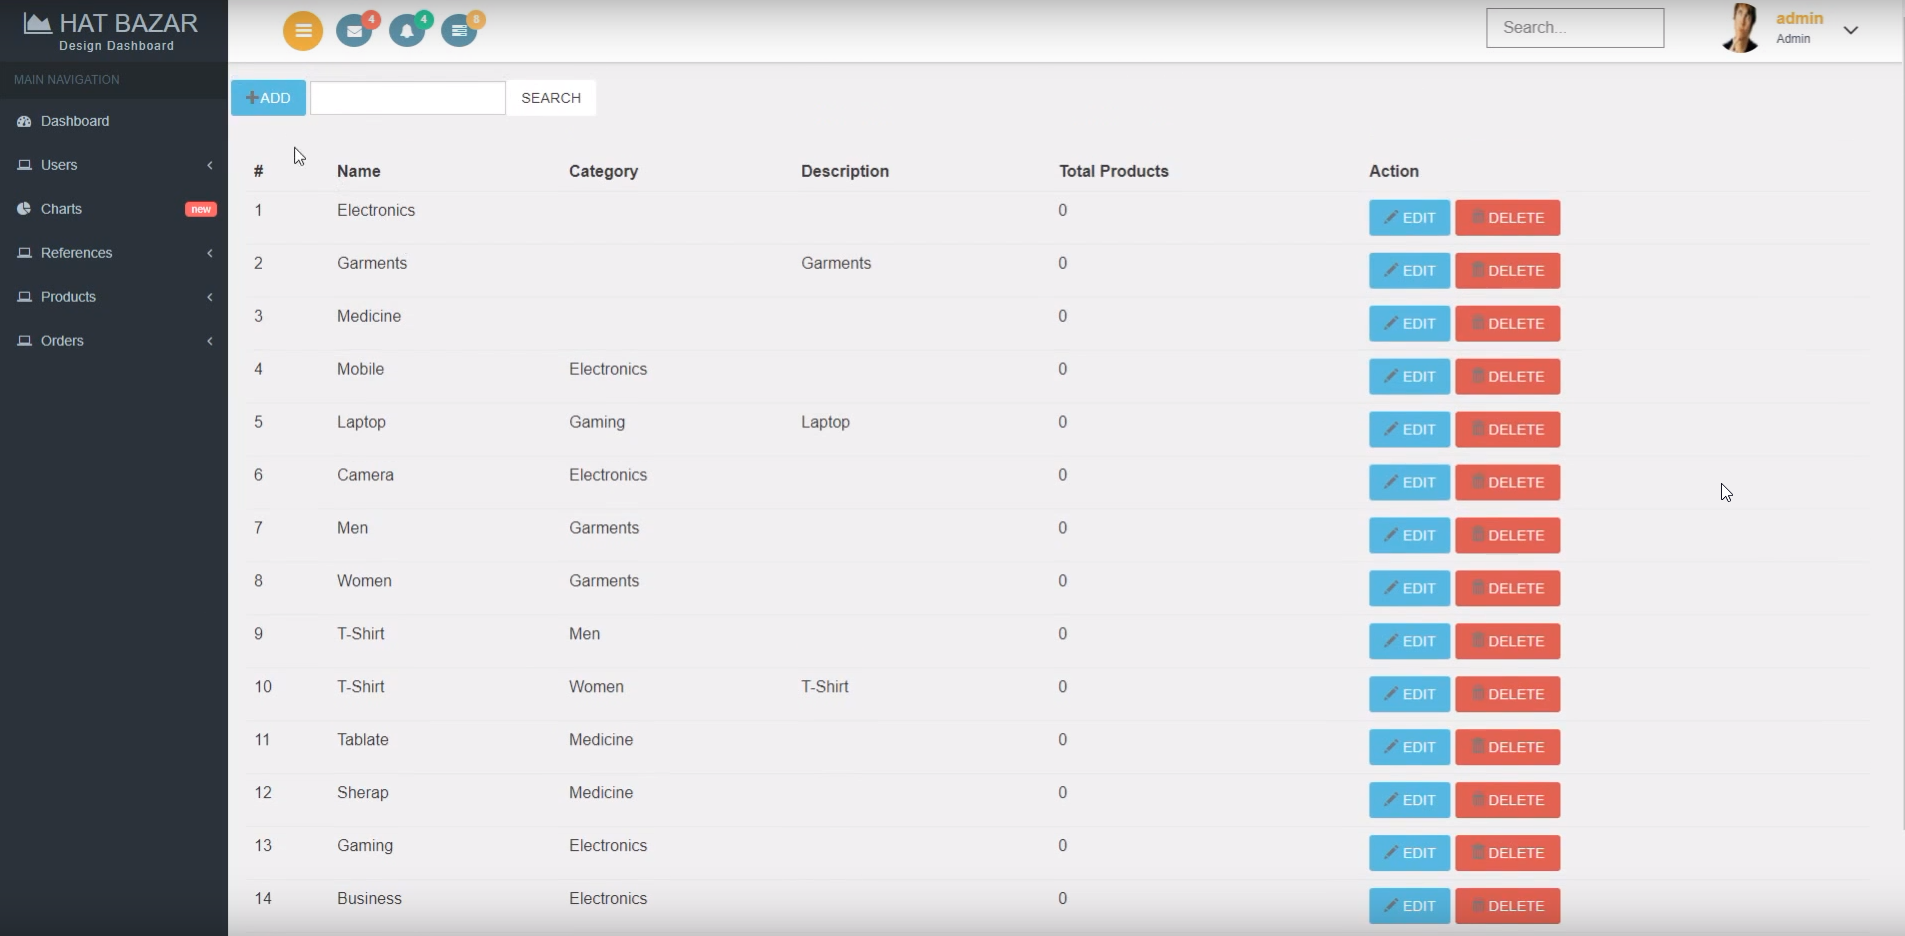 HAT BAZAR
Design Dashboard
MAIN NAVIGATION
Dashboard
Users
Charts new
References
Products
Orders
4 4 8
Search...
admin
Admin
ADD SEARCH
# Name Category Description Total Products Action
1 Electronics 0 EDIT DELETE
2 Garments Garments 0 EDIT DELETE
3 Medicine 0 EDIT DELETE
4 Mobile Electronics 0 EDIT DELETE
5 Laptop Gaming Laptop 0 EDIT DELETE
6 Camera Electronics 0 EDIT DELETE
7 Men Garments 0 EDIT DELETE
8 Women Garments 0 EDIT DELETE
9 T-Shirt Men 0 EDIT DELETE
10 T-Shirt Women T-Shirt 0 EDIT DELETE
11 Tablate Medicine 0 EDIT DELETE
12 Sherap Medicine 0 EDIT DELETE
13 Gaming Electronics 0 EDIT DELETE
14 Business Electronics 0 EDIT DELETE